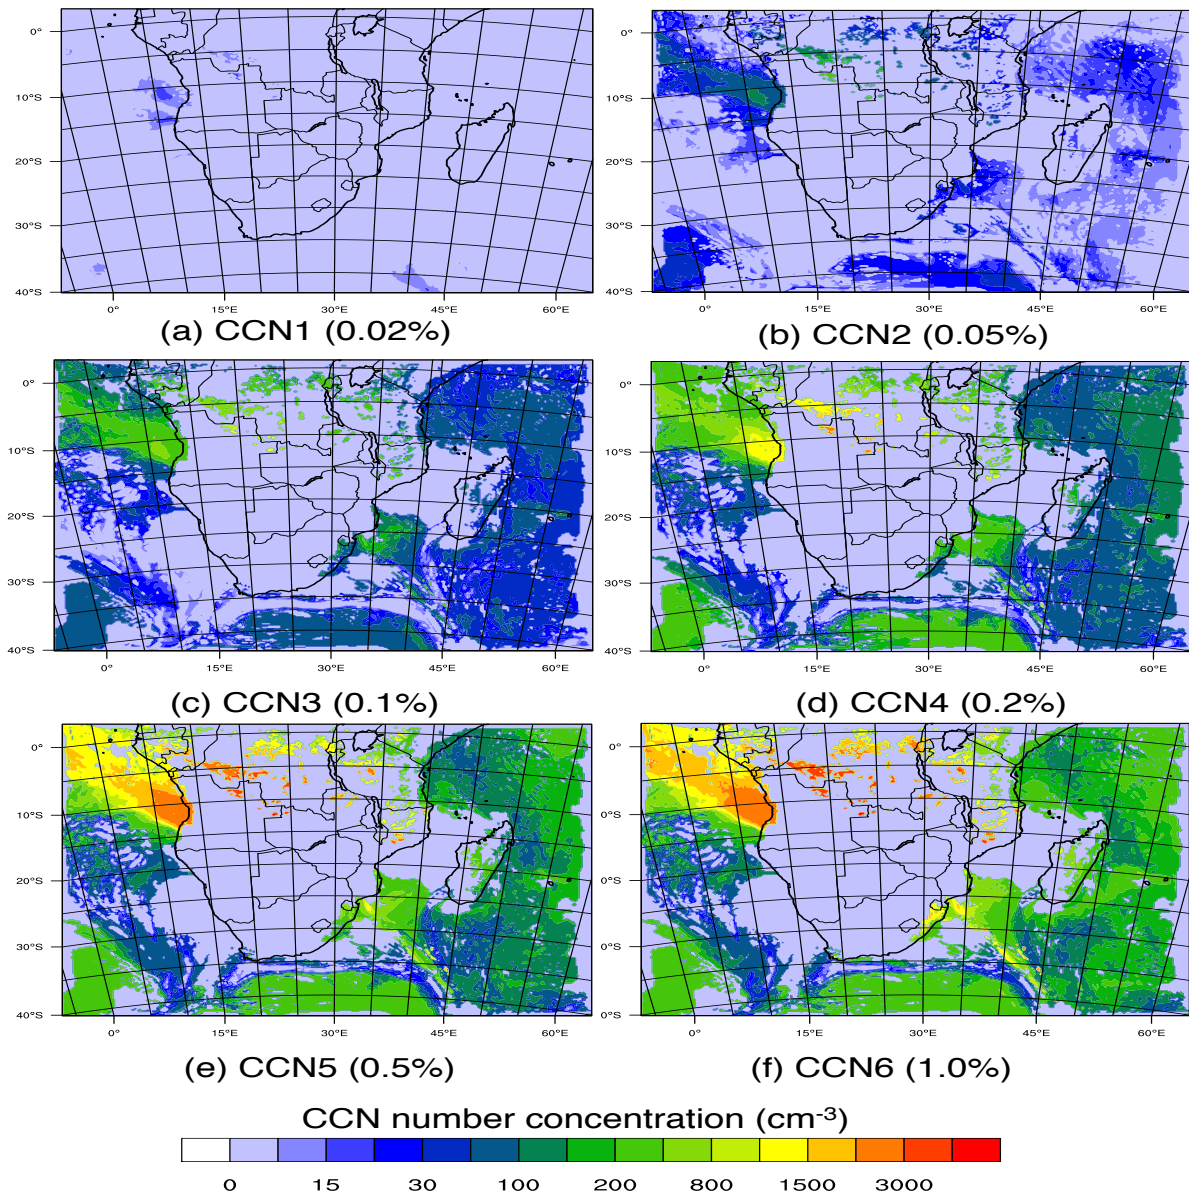 0°
10°S
20°S
30°S
40°S
0° 15°E 30°E 45°E 60°E
(a) CCN1 (0.02%)
0°
10°S
20°S
30°S
40°S
0° 15°E 30°E 45°E 60°E
(b) CCN2 (0.05%)
0°
10°S
20°S
30°S
40°S
0° 15°E 30°E 45°E 60°E
(c) CCN3 (0.1%)
0°
10°S
20°S
30°S
40°S
0° 15°E 30°E 45°E 60°E
(d) CCN4 (0.2%)
0°
10°S
20°S
30°S
40°S
0° 15°E 30°E 45°E 60°E
(e) CCN5 (0.5%)
0°
10°S
20°S
0°S
0°S
0° 15°E 30°E 45°E 60°E
(f) CCN6 (1.0%)
CCN number concentration (cm⁻³)
0 15 30 100 200 800 1500 3000